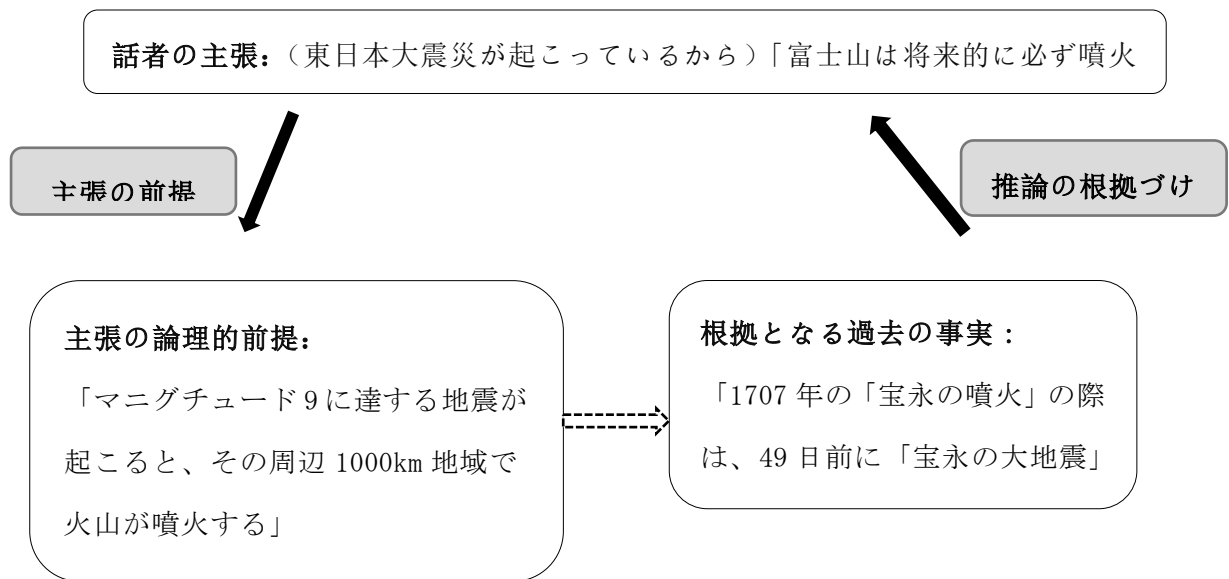 話者の主張:（東日本大震災が起こっているから）「富士山は将来的に必ず噴火
主張の前提
推論の根拠づけ
主張の論理的前提:
「マニグチュード9に達する地震が
起こると、その周辺1000km地域で
火山が噴火する」
根拠となる過去の事実：
「1707年の「宝永の噴火」の際
は、49日前に「宝永の大地震」